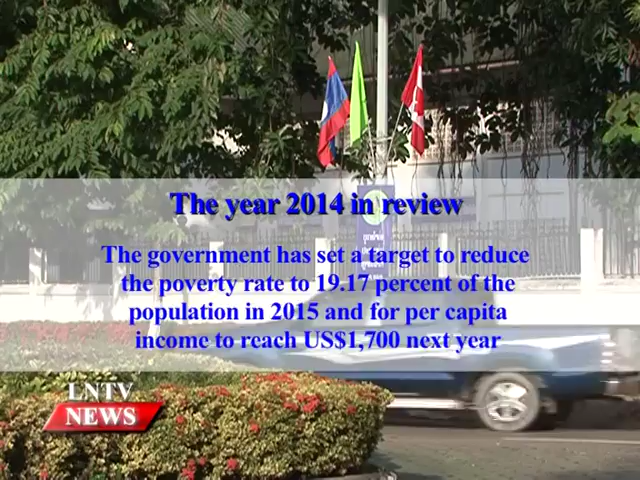 The year 2014 in review
The government has set a target to reduce
the poverty rate to 19.17 percent of the
population in 2015 and for per capita
income to reach US$1,700 next year
LNTV
NEWS